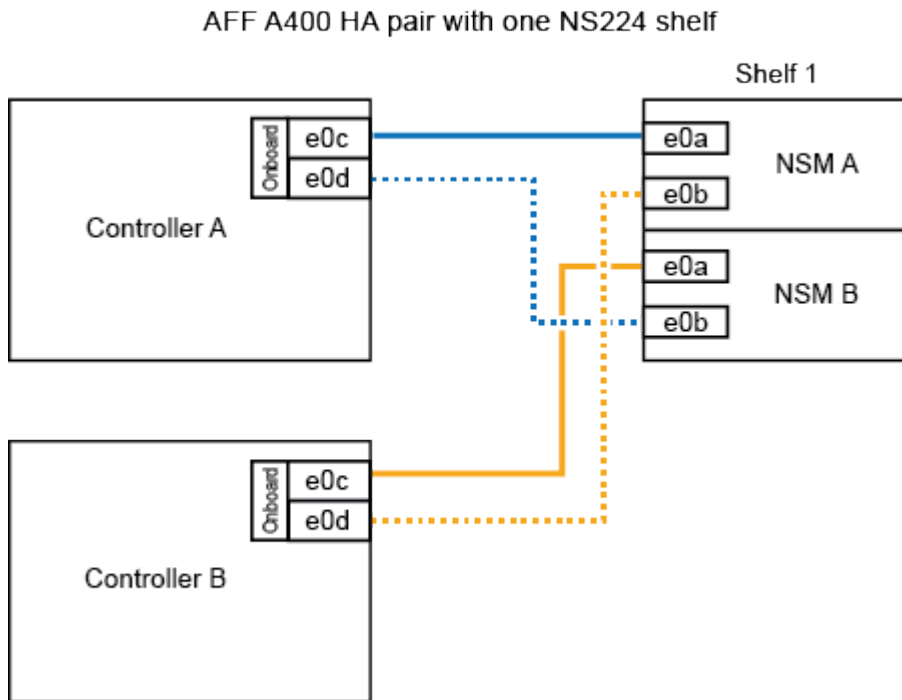 AFF A400 HA pair with one NS224 shelf
Shelf 1
Onboard
e0c
e0d
Controller A
e0a
NSM A
e0b
e0a
NSM B
e0b
Onboard
e0c
e0d
Controller B